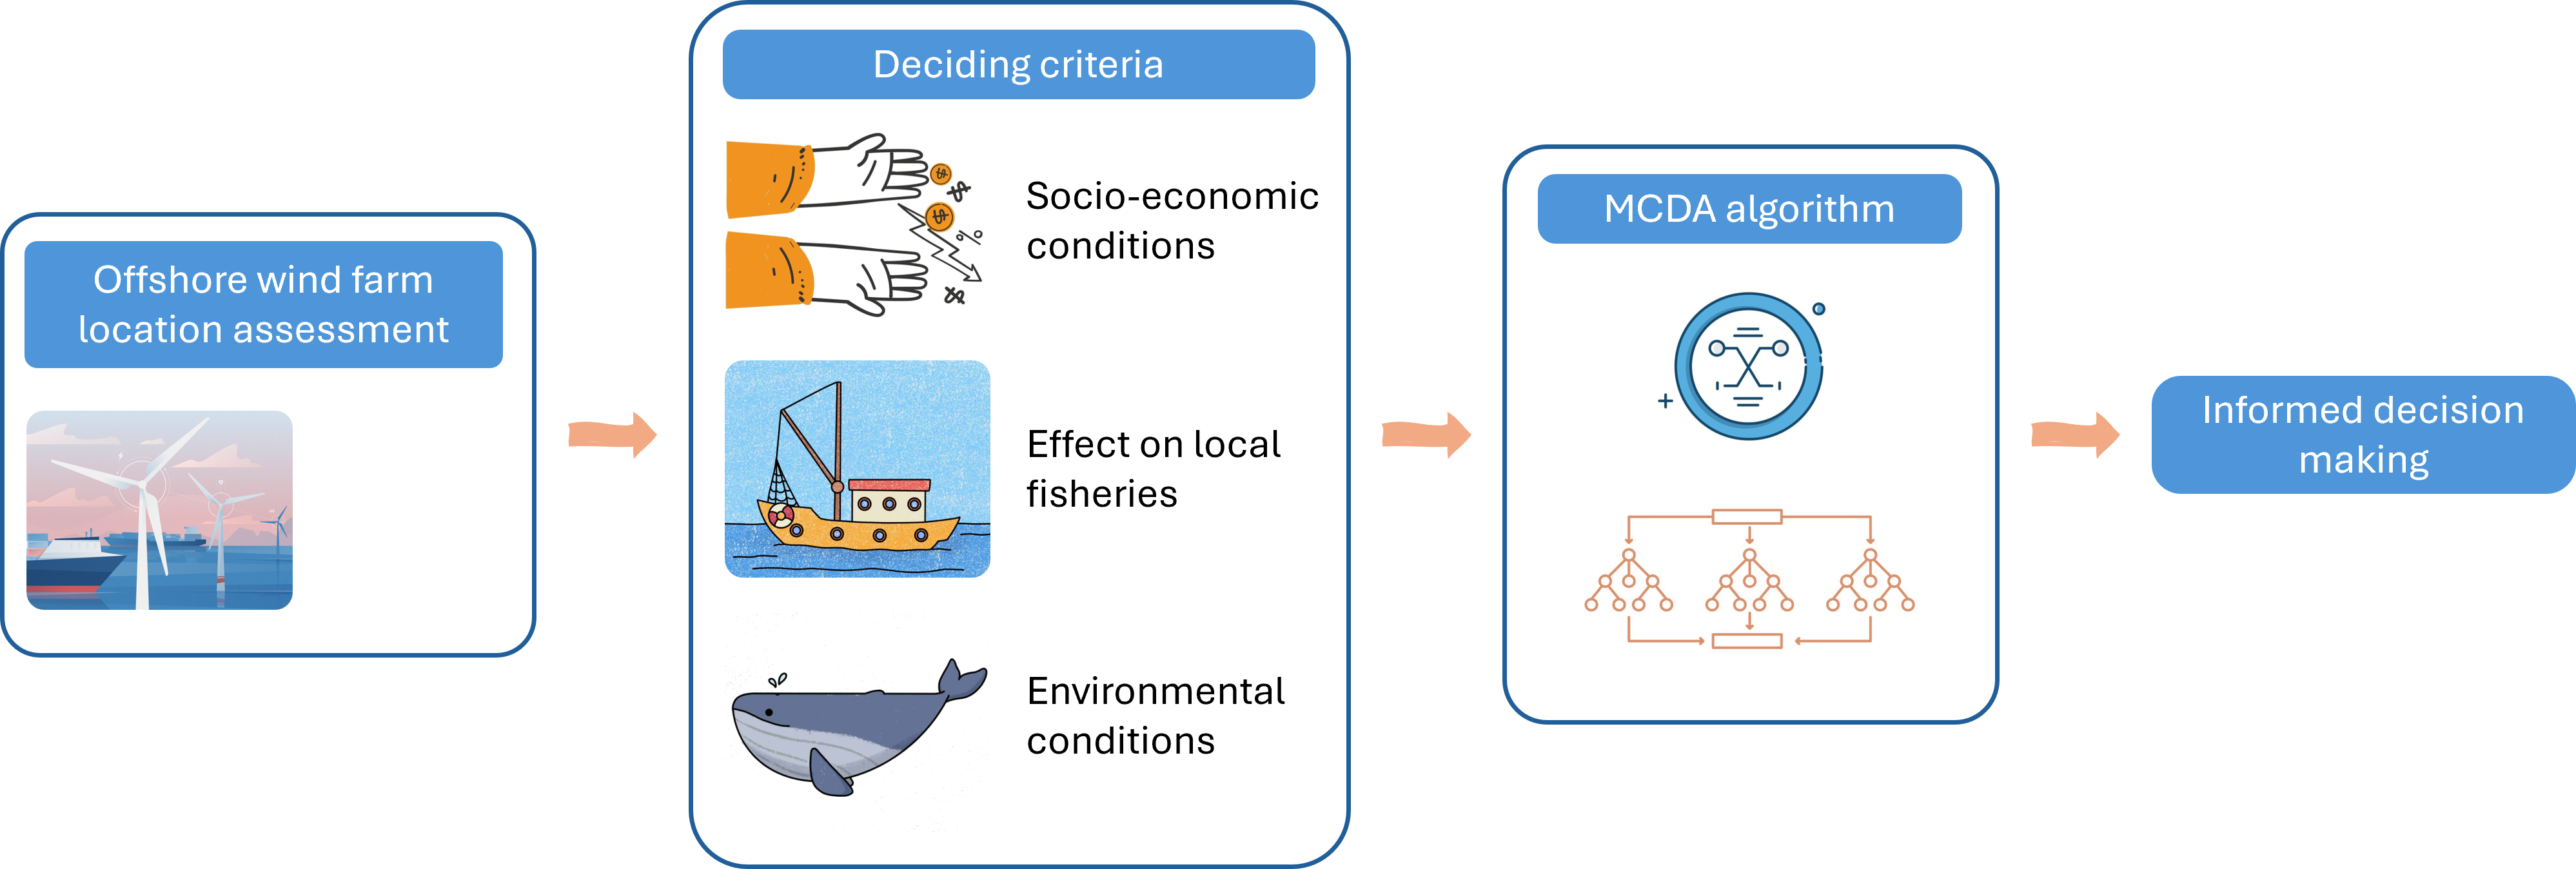 Offshore wind farm
location assessment
Deciding criteria
Socio-economic
conditions
Effect on local
fisheries
Environmental
conditions
MCDA algorithm
Informed decision
making